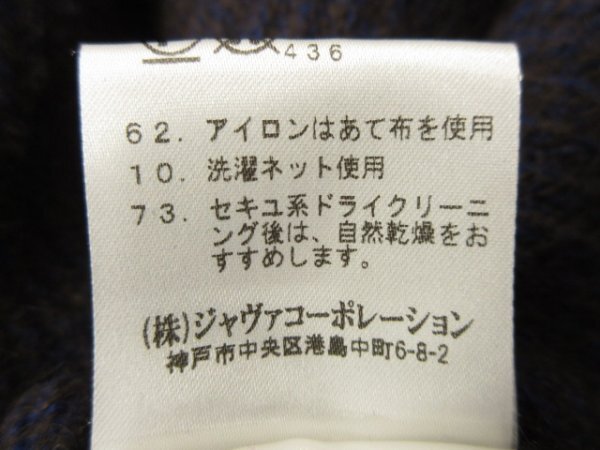 436
62. アイロンはあて布を使用
10. 洗濯ネット使用
73. セキユ系ドライクリーニ
ング後は、自然乾燥をお
すすめします。
(株)ジャヴァコーポレーション
神戸市中央区港島中町6-8-2